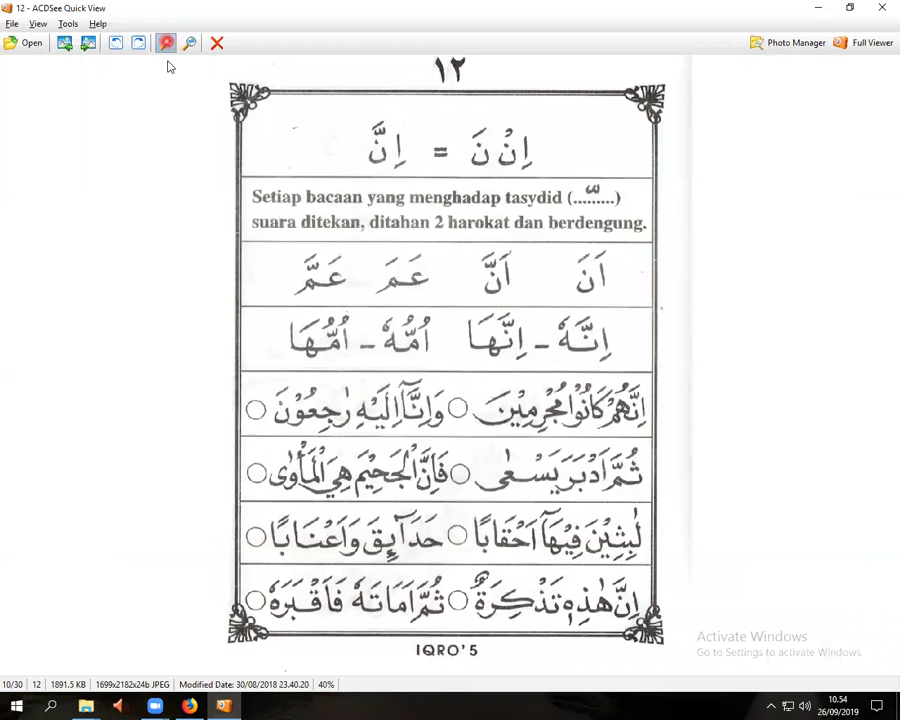 12 - ACDSee Quick View
File View Tools Help
Open Photo Manager Full Viewer
١٢
اِنْ نَ = اِنَّ
Setiap bacaan yang menghadap tasydid (....ّ.....)
suara ditekan, ditahan 2 harokat dan berdengung.
اَنَ اَنَّ عَمَ عَمَّ
اِنَّهٗ - اِنَّهَا اُمُّهٗ - اُمُّهَا
اِنَّهُمْ كَانُوْا مُجْرِمِيْنَ ○ وَاِنَّآ اِلَيْهِ رٰجِعُوْنَ ○
ثُمَّ اَدْبَرَ يَسْعٰى ○ فَاِنَّ الْجَحِيْمَ هِيَ الْمَأْوٰى ○
لٰبِثِيْنَ فِيْهَآ اَحْقَابًا ○ حَدَآئِقَ وَاَعْنَابًا ○
اِنَّ هٰذِهٖ تَذْكِرَةٌ ○ ثُمَّ اَمَاتَهٗ فَاَقْبَرَهٗ ○
IQRO'5
Activate Windows
Go to Settings to activate Windows.
10/30 12 1891.5 KB 1699x2182x24b JPEG Modified Date: 30/08/2018 23.40.20 40%
10.54
26/09/2019